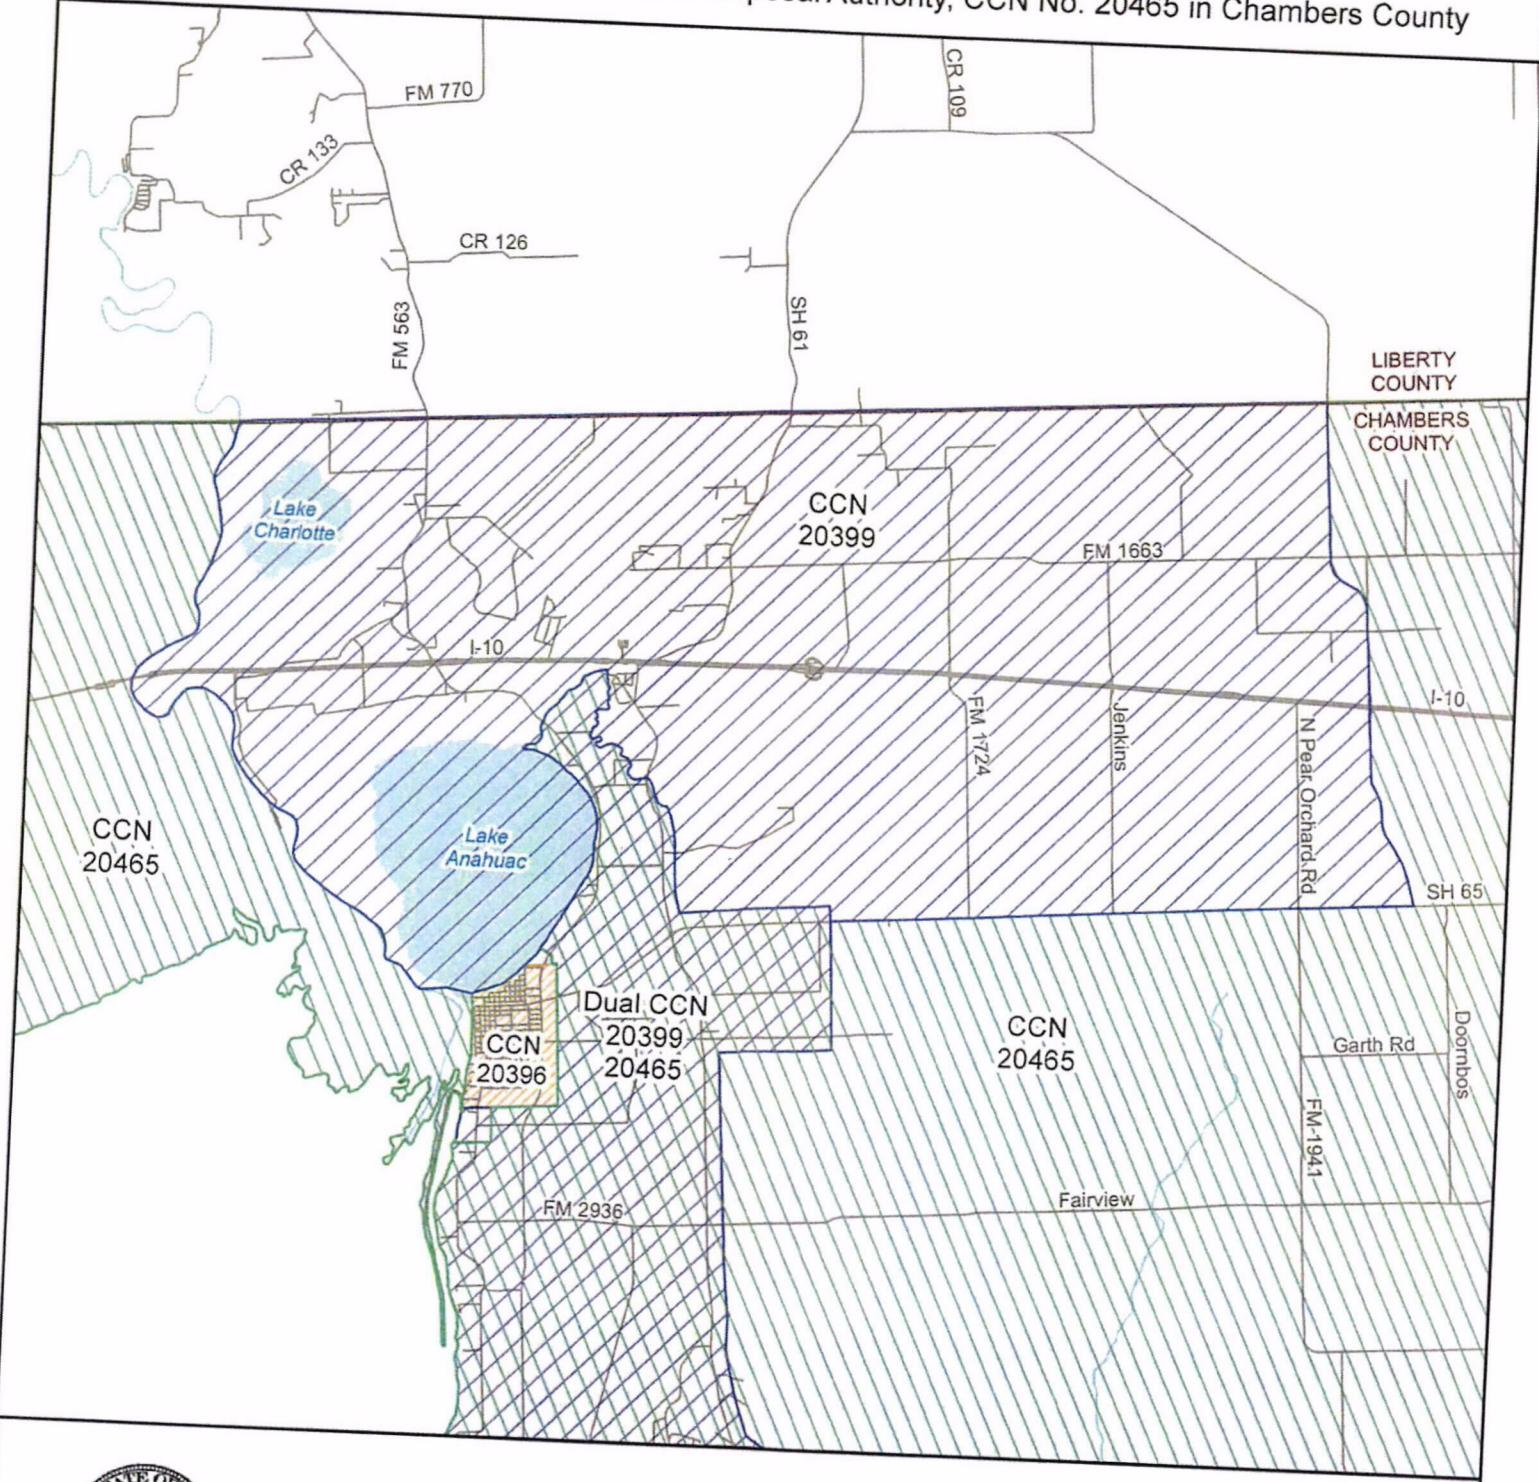 Authority, CCN No. 20465 in Chambers County
FM 770
CR 109
CR 133
CR 126
FM 563
SH 61
LIBERTY
COUNTY
CHAMBERS
COUNTY
Lake
Charlotte
CCN
20399
FM 1663
I-10
I-10
FM 1724
Jenkins
N Pear Orchard Rd
CCN
20465
Lake
Anahuac
SH 65
Dual CCN
20399
20465
CCN
20396
CCN
20465
Garth Rd
Doornbos
FM 1941
FM 2936
Fairview
STATE OF